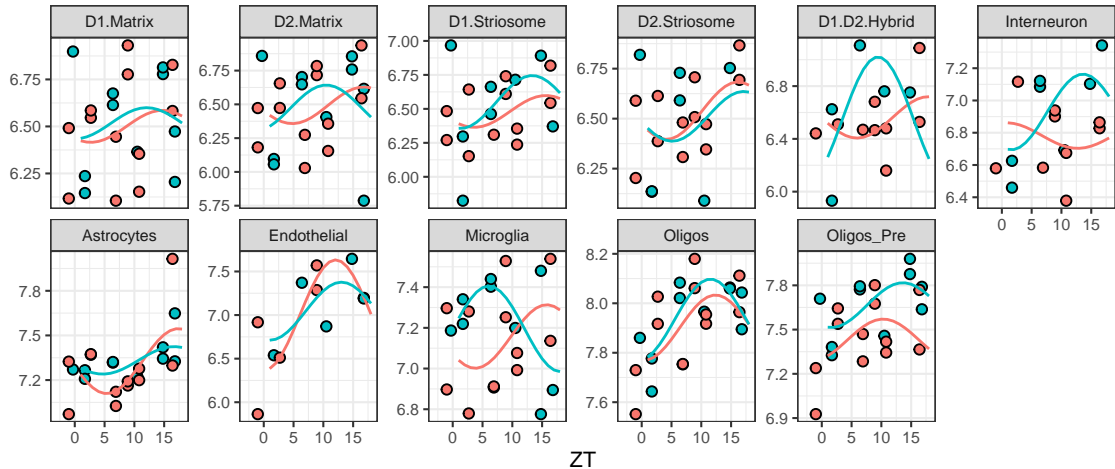 D1.Matrix D2.Matrix D1.Striosome D2.Striosome D1.D2.Hybrid Interneuron
6.75 6.50 6.25
6.75 6.50 6.25 6.00 5.75
7.00 6.75 6.50 6.25 6.00
6.75 6.50 6.25 6.00
6.8 6.4 6.0
7.2 7.0 6.8 6.6 6.4
0 5 10 15
Astrocytes Endothelial Microglia Oligos Oligos_Pre
7.8 7.5 7.2
7.5 7.0 6.5 6.0
7.4 7.2 7.0 6.8
8.2 8.0 7.8 7.6
7.8 7.5 7.2 6.9
0 5 10 15 0 5 10 15 0 5 10 15 0 5 10 15 0 5 10 15
ZT